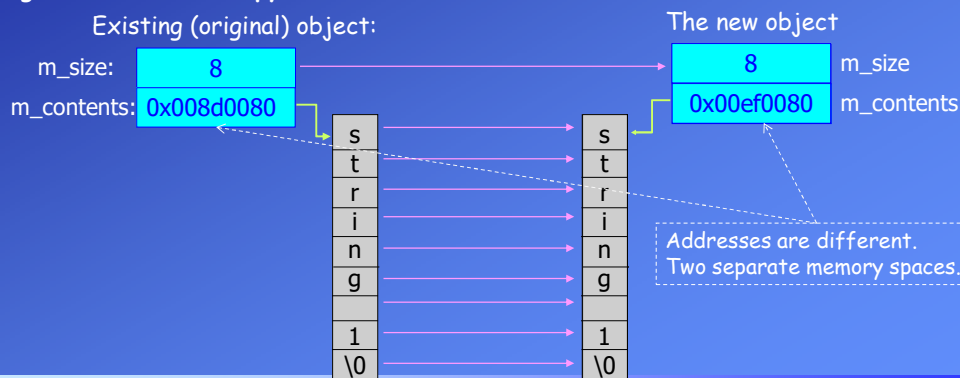 Existing (original) object:
The new object
m_size: 8
8 m_size
m_contents: 0x008d0080
0x00ef0080 m_contents
s s
t t
r r
i i
n n
g g
1 1
\0 \0
Addresses are different.
Two separate memory spaces.